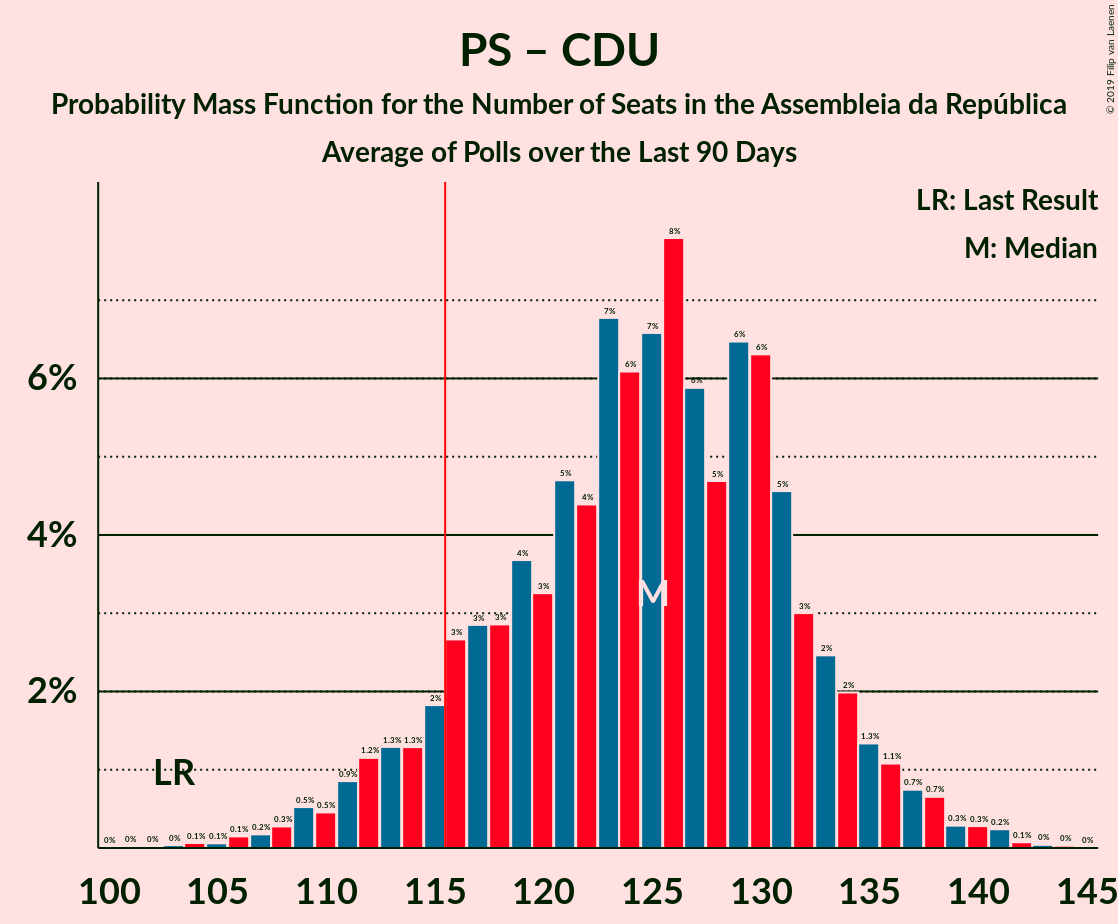 PS – CDU
Probability Mass Function for the Number of Seats in the Assembleia da República
Average of Polls over the Last 90 Days
© 2019 Filip van Laenen
LR: Last Result
M: Median
6%
4%
2%
0% 0% 0% 0% 0.1% 0.1% 0.1% 0.2% 0.3% 0.5% 0.5% 0.9% 1.2% 1.3% 1.3% 2% 3% 3% 3% 4% 3% 5% 4% 7% 6% 7% 8% 6% 5% 6% 6% 5% 3% 2% 2% 1.3% 1.1% 0.7% 0.7% 0.3% 0.3% 0.2% 0.1% 0% 0% 0%
M
LR
100 105 110 115 120 125 130 135 140 145